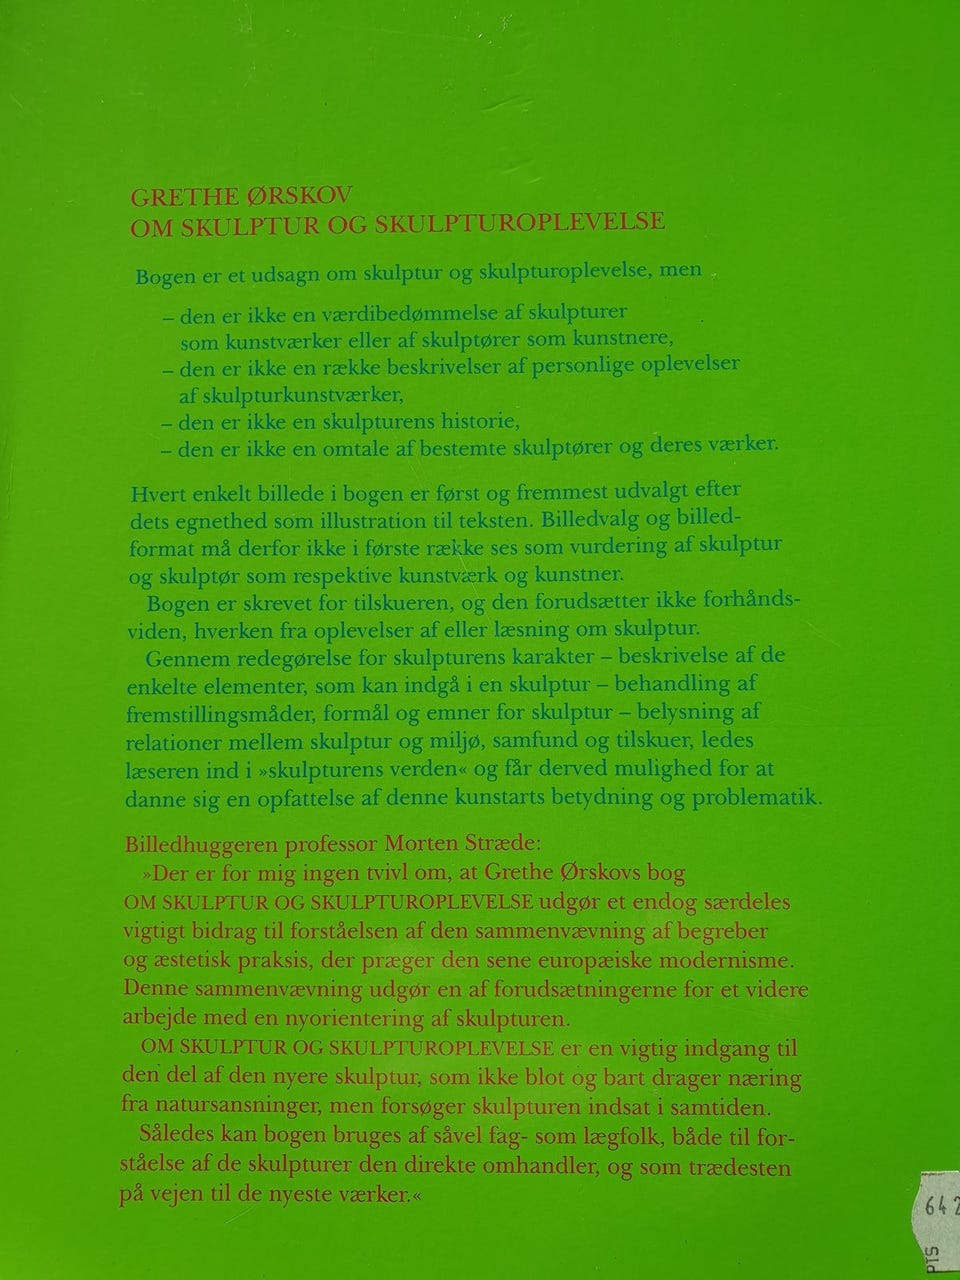 GRETHE ØRSKOV
OM SKULPTUR OG SKULPTUROPLEVELSE
Bogen er et udsagn om skulptur og skulpturoplevelse, men
– den er ikke en værdibedømmelse af skulpturer
som kunstværker eller af skulptører som kunstnere,
– den er ikke en række beskrivelser af personlige oplevelser
af skulpturkunstværker,
– den er ikke en skulpturens historie,
– den er ikke en omtale af bestemte skulptører og deres værker.
Hvert enkelt billede i bogen er først og fremmest udvalgt efter
dets egnethed som illustration til teksten. Billedvalg og billed-
format må derfor ikke i første række ses som vurdering af skulptur
og skulptør som respektive kunstværk og kunstner.
Bogen er skrevet for tilskueren, og den forudsætter ikke forhånds-
viden, hverken fra oplevelser af eller læsning om skulptur.
Gennem redegørelse for skulpturens karakter – beskrivelse af de
enkelte elementer, som kan indgå i en skulptur – behandling af
fremstillingsmåder, formål og emner for skulptur – belysning af
relationer mellem skulptur og miljø, samfund og tilskuer, ledes
læseren ind i »skulpturens verden« og får derved mulighed for at
danne sig en opfattelse af denne kunstarts betydning og problematik.
Billedhuggeren professor Morten Stræde:
»Der er for mig ingen tvivl om, at Grethe Ørskovs bog
OM SKULPTUR OG SKULPTUROPLEVELSE udgør et endog særdeles
vigtigt bidrag til forståelsen af den sammenvævning af begreber
og æstetisk praksis, der præger den sene europæiske modernisme.
Denne sammenvævning udgør en af forudsætningerne for et videre
arbejde med en nyorientering af skulpturen.
OM SKULPTUR OG SKULPTUROPLEVELSE er en vigtig indgang til
den del af den nyere skulptur, som ikke blot og bart drager næring
fra natursansninger, men forsøger skulpturen indsat i samtiden.
Således kan bogen bruges af såvel fag- som lægfolk, både til for-
ståelse af de skulpturer den direkte omhandler, og som trædesten
på vejen til de nyeste værker.«
642
PTS